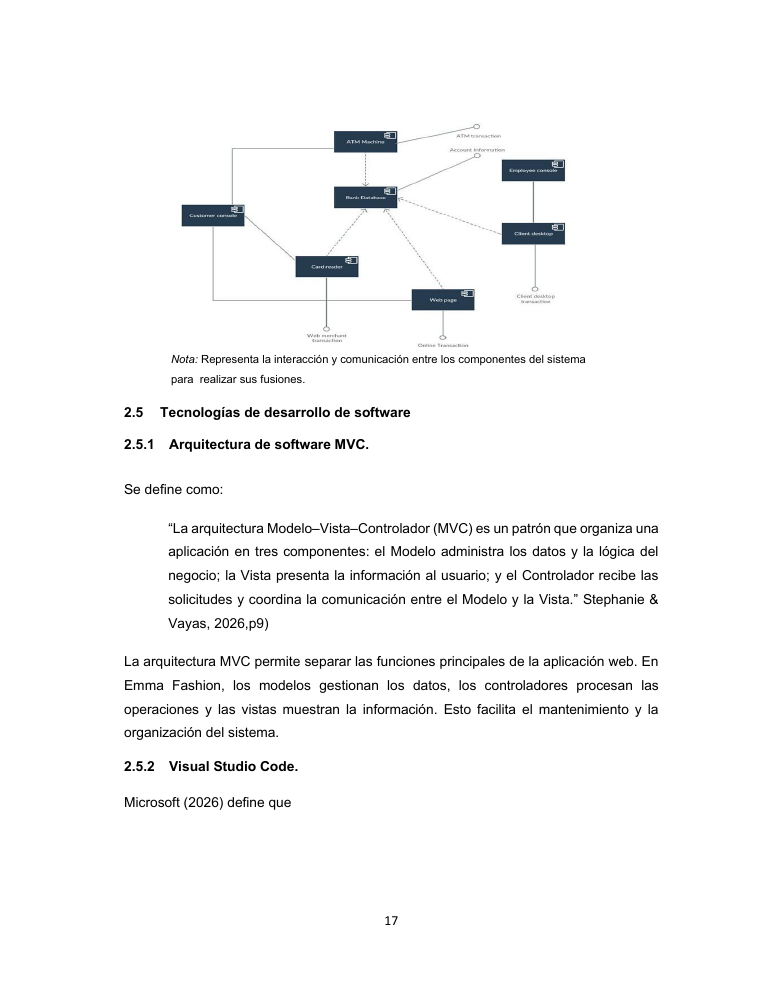 ATM Machine
ATM transaction
Account Information
Employee console
Bank Database
Customer console
Client desktop
Card reader
Web page
Client desktop
transaction
Web merchant
transaction
Online Transaction
Nota: Representa la interacción y comunicación entre los componentes del sistema
para realizar sus fusiones.
2.5 Tecnologías de desarrollo de software
2.5.1 Arquitectura de software MVC.
Se define como:
“La arquitectura Modelo–Vista–Controlador (MVC) es un patrón que organiza una
aplicación en tres componentes: el Modelo administra los datos y la lógica del
negocio; la Vista presenta la información al usuario; y el Controlador recibe las
solicitudes y coordina la comunicación entre el Modelo y la Vista.” Stephanie &
Vayas, 2026,p9)
La arquitectura MVC permite separar las funciones principales de la aplicación web. En
Emma Fashion, los modelos gestionan los datos, los controladores procesan las
operaciones y las vistas muestran la información. Esto facilita el mantenimiento y la
organización del sistema.
2.5.2 Visual Studio Code.
Microsoft (2026) define que
17